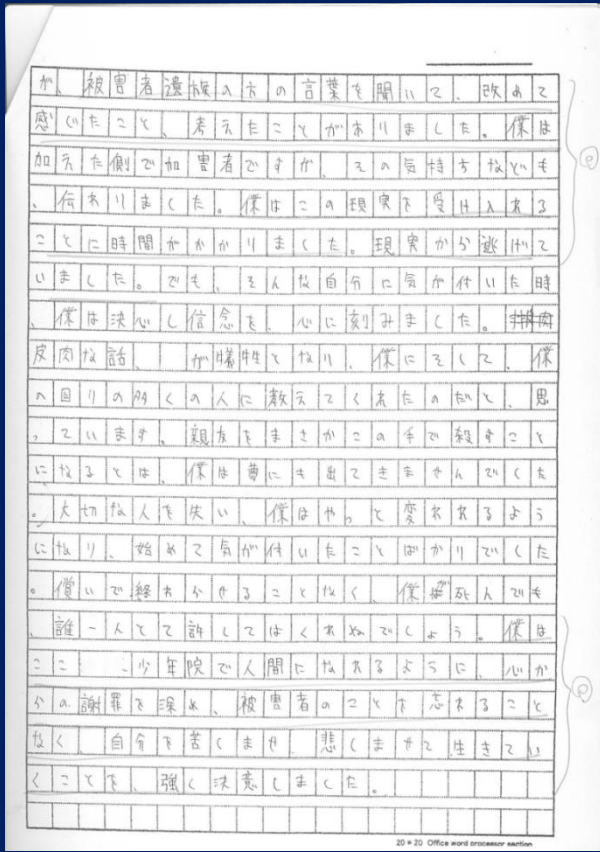 が、被害者遺族の方の言葉を聞いて、改めて
感じたこと、考えたことがありました。僕は
加えた側で加害者ですが、その気持ちなども
、伝わりました。僕はこの現実を受け入れる
ことに時間がかかりました。現実から逃げて
いました。でも、そんな自分に気が付いた時
、僕は決心し信念を、心に刻みました。
皮肉な話、 が犠牲となり、僕にそして、僕
の回りの多くの人に教えてくれたのだと、思
っています。親友をまさかこの手で殺すこと
になるとは、僕は夢にも出てきませんでした
。大切な人を失い、僕はやっと変われるよう
になり、始めて気が付いたことばかりでした
。償いで終わらせることなく、僕が死んでも
、誰一人とて許してはくれぬでしょう。僕は
ここ 少年院で人間になれるように、心か
らの謝罪を深め、被害者のことを忘れること
なく、自分を苦しませ、悲しませて生きてい
くことを、強く決意しました。
20×20 Office word processor section